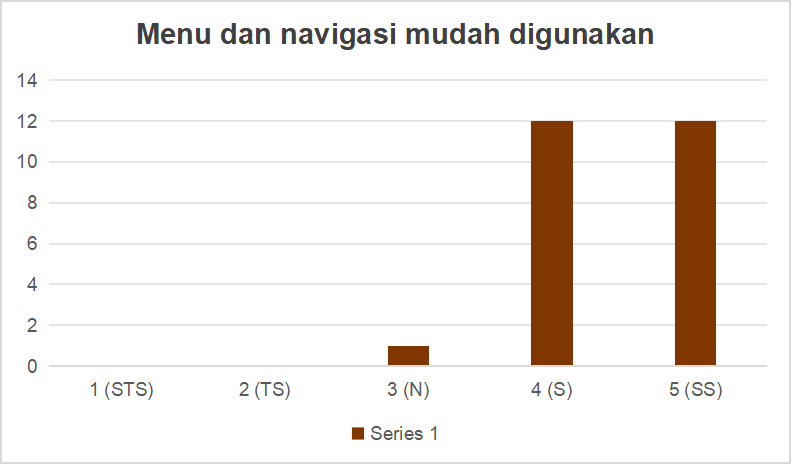 Menu dan navigasi mudah digunakan
14
12
10
8
6
4
2
0
1 (STS) 2 (TS) 3 (N) 4 (S) 5 (SS)
Series 1